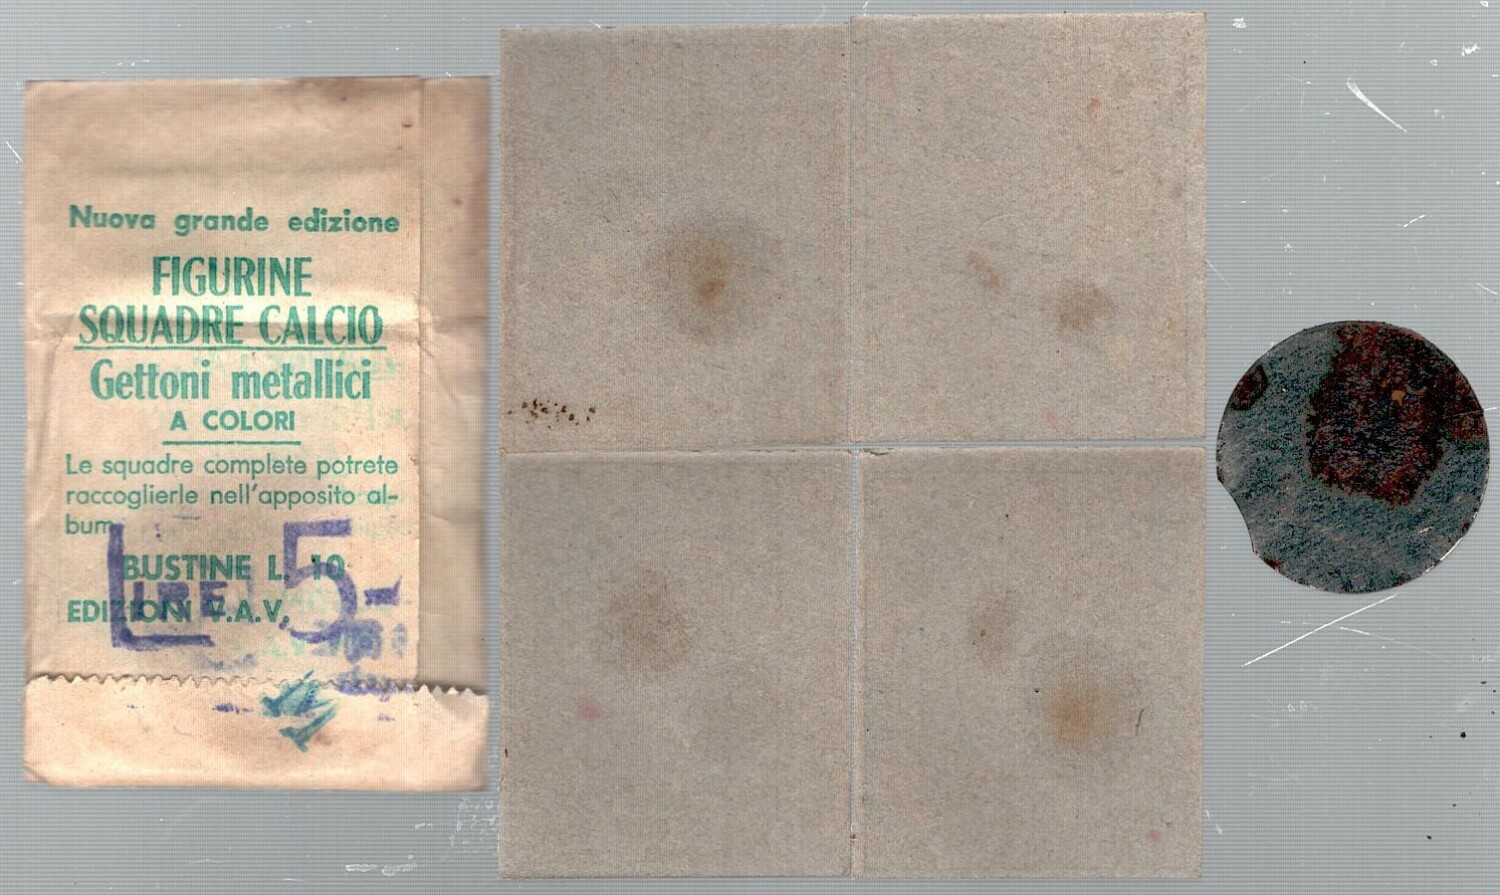 Nuova grande edizione
FIGURINE
SQUADRE CALCIO
Gettoni metallici
A COLORI
Le squadre complete potrete
raccoglierle nell'apposito al-
bum
BUSTINE L. 10
LIRE 5-
EDIZIONI V.A.V.